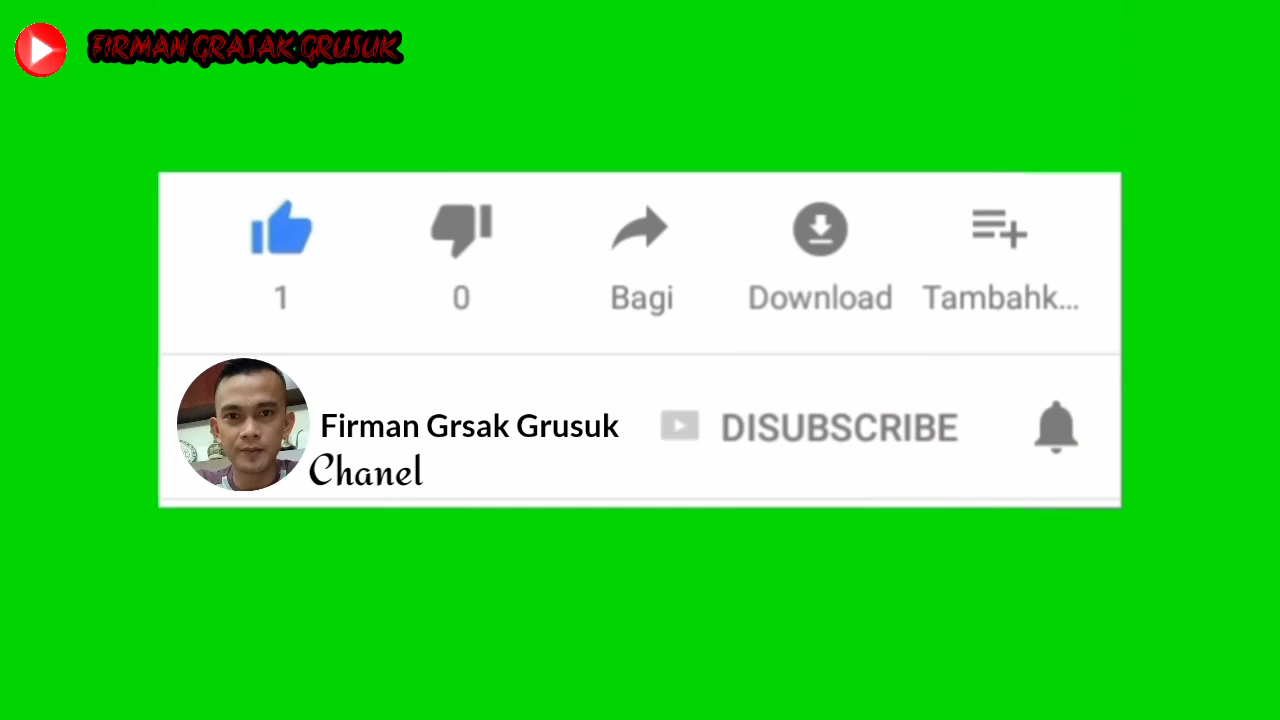 FIRMAN GRASAK GRUSUK
1 0 Bagi Download Tambahk...
Firman Grsak Grusuk DISUBSCRIBE
Chanel